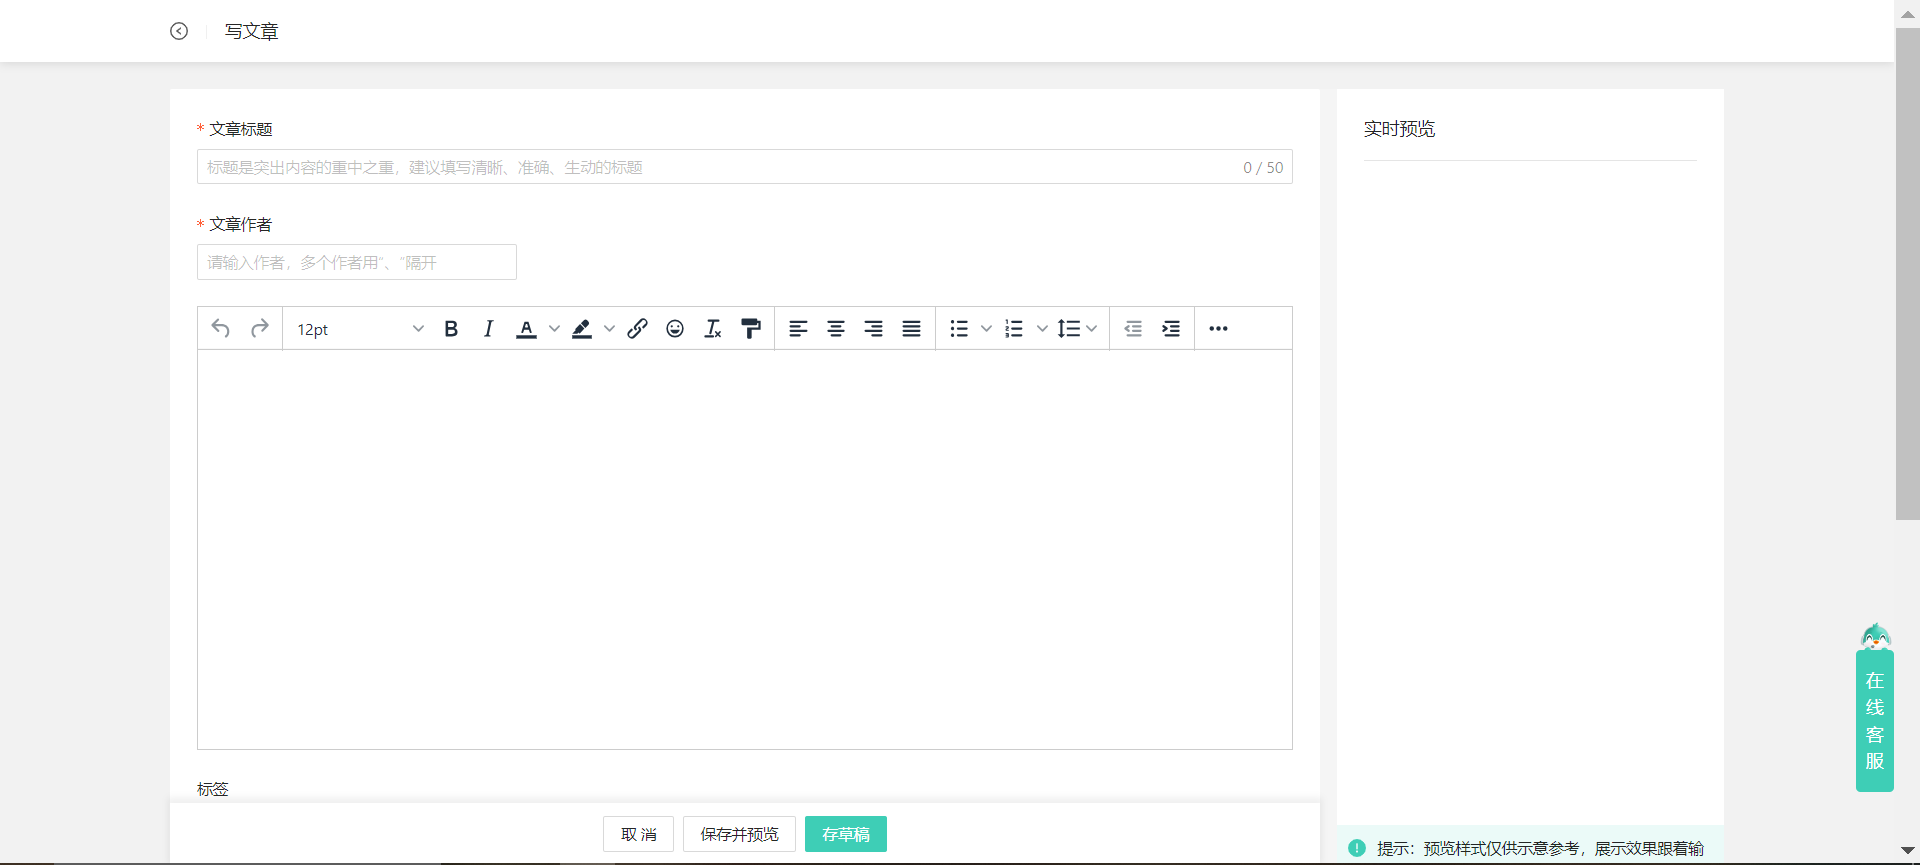 写文章
* 文章标题
标题是突出内容的重中之重，建议填写清晰、准确、生动的标题
0 / 50
* 文章作者
请输入作者，多个作者用“、”隔开
12pt
标签
取 消
保存并预览
存草稿
实时预览
提示：预览样式仅供示意参考，展示效果跟着输
在
线
客
服